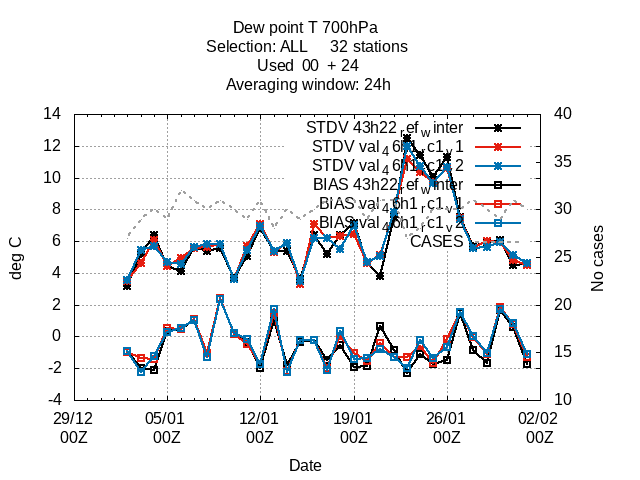 Dew point T 700hPa
Selection: ALL 32 stations
Used 00 + 24
Averaging window: 24h
deg C
14
12
10
8
6
4
2
0
-2
-4
40
35
30
25
20
15
10
No cases
STDV 43h22_ref_winter
STDV val_46h1_rc1_v1
STDV val_46h1_rc1_v2
BIAS 43h22_ref_winter
BIAS val_46h1_rc1_v1
BIAS val_46h1_rc1_v2
CASES
29/12 05/01 12/01 19/01 26/01 02/02
00Z 00Z 00Z 00Z 00Z 00Z
Date